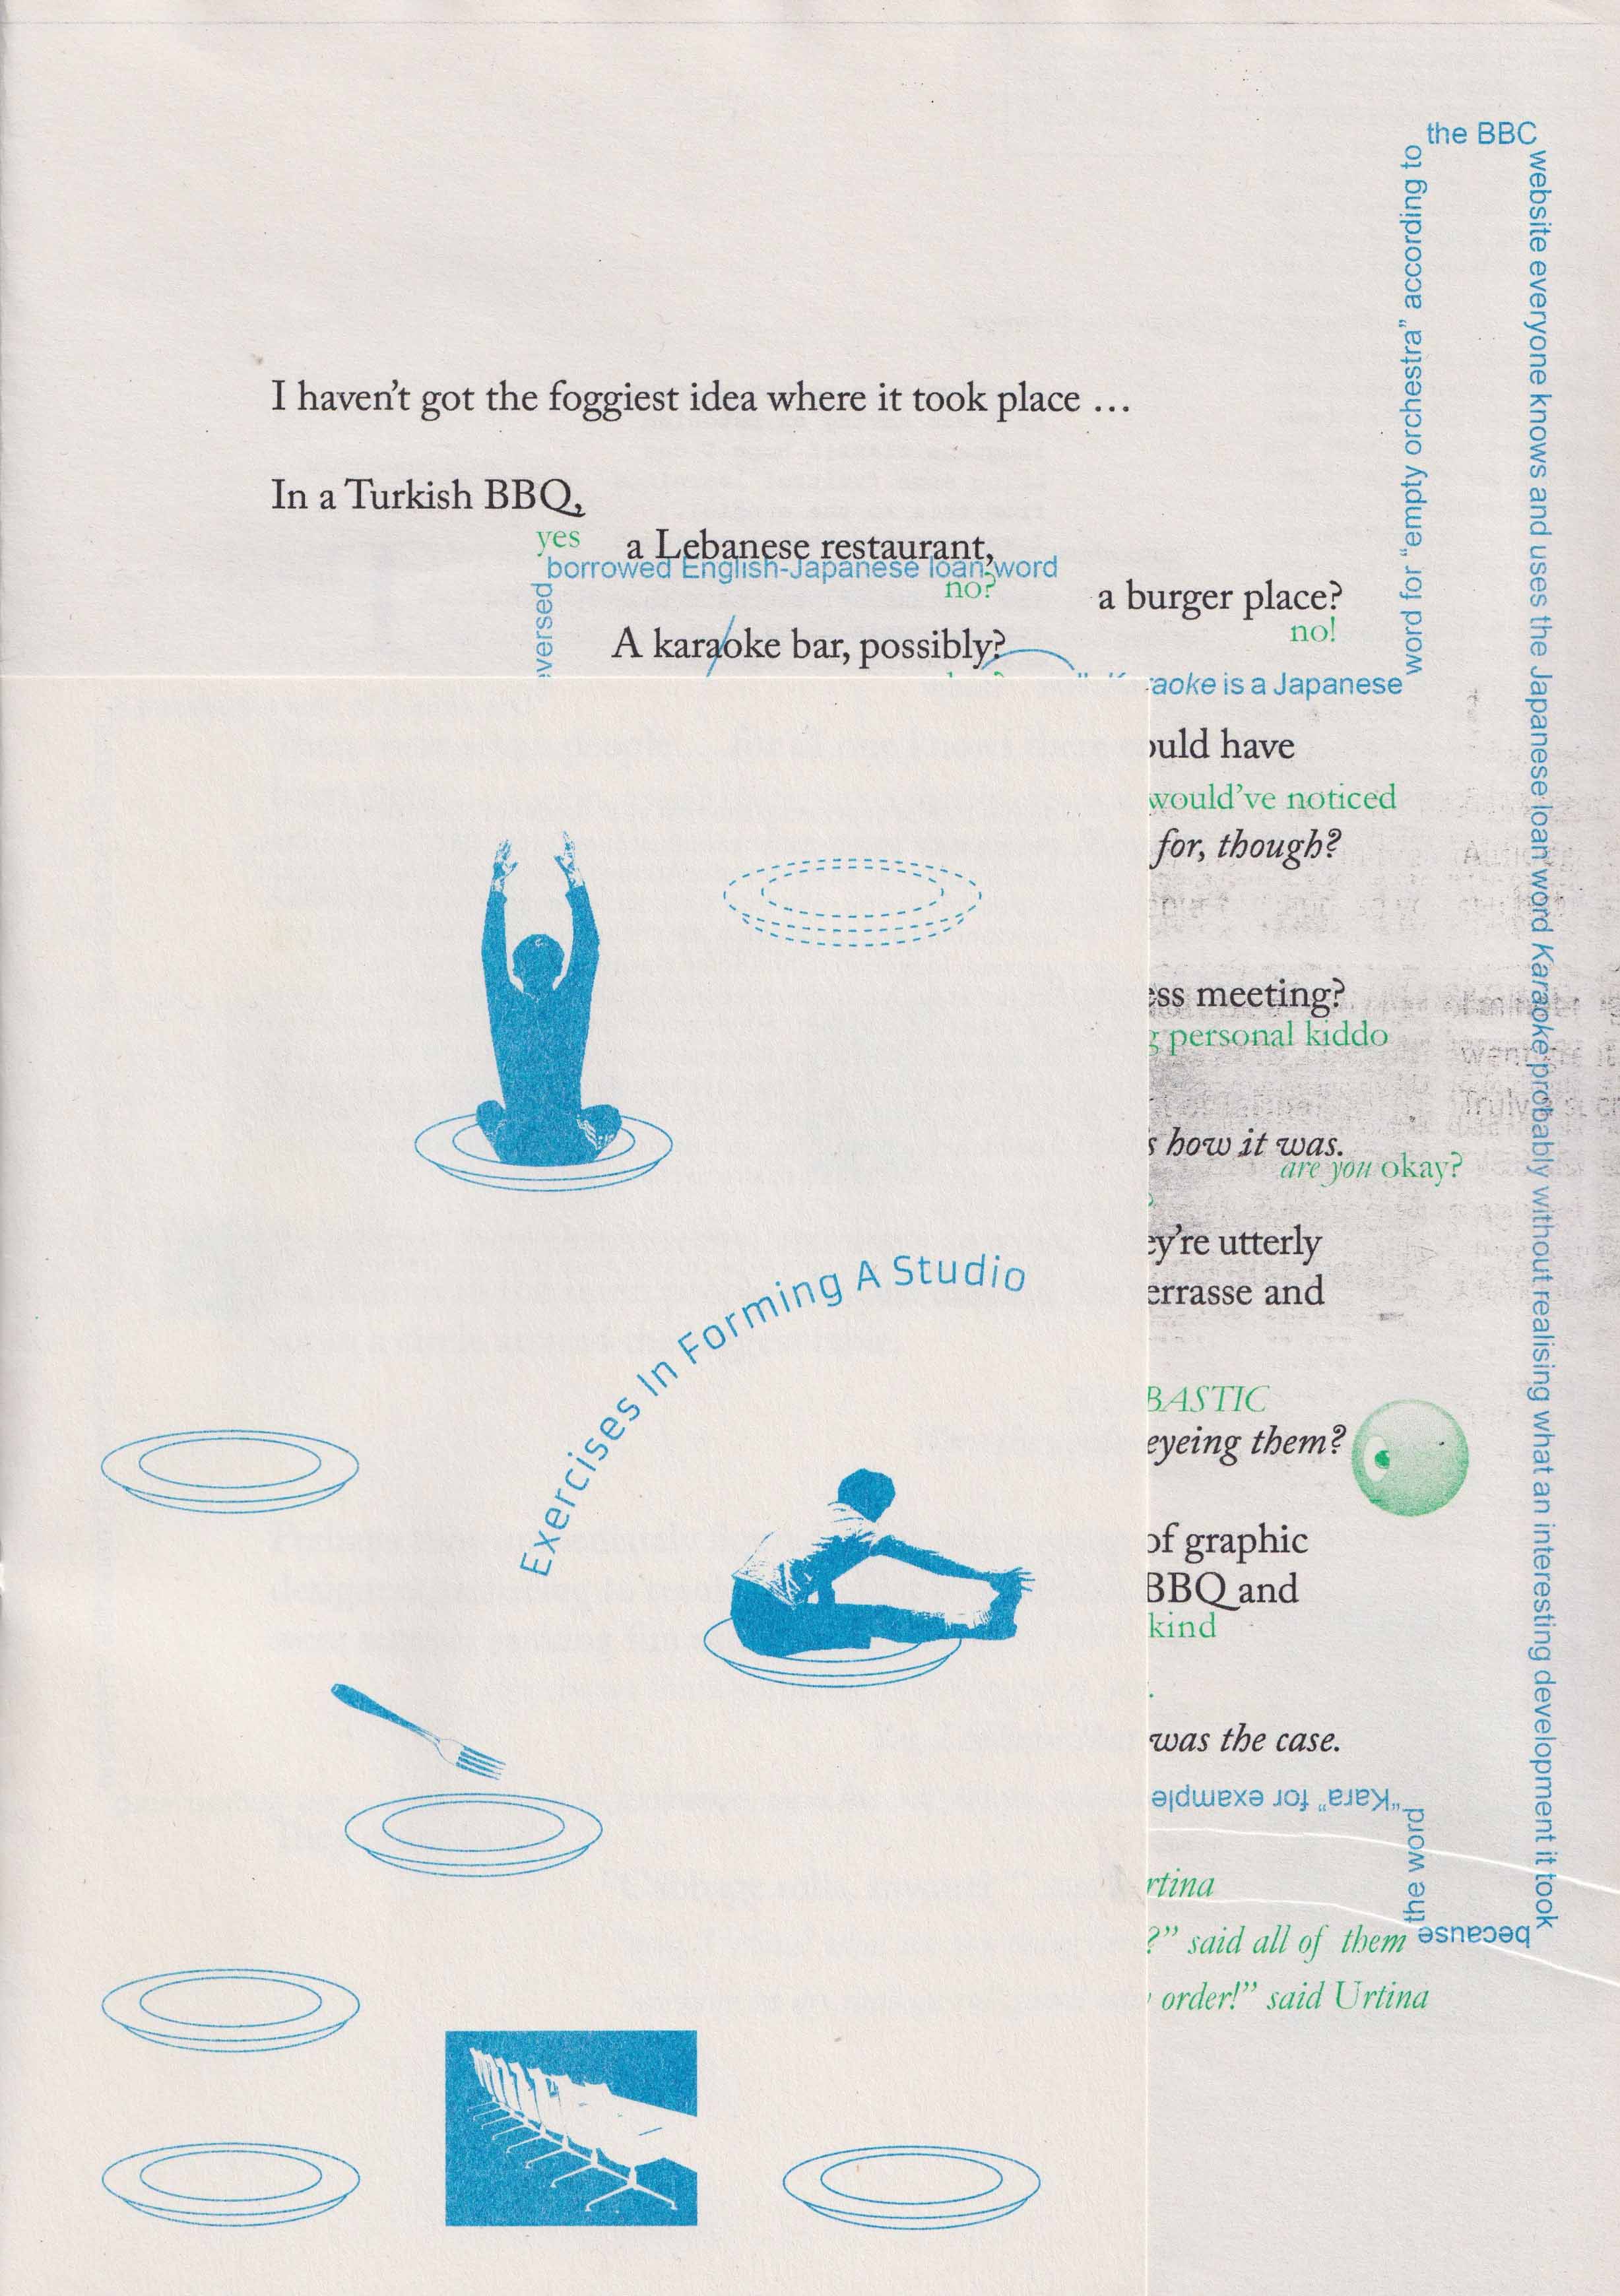 I haven't got the foggiest idea where it took place ...
In a Turkish BBQ,
yes
a Lebanese restaurant,
no?
a burger place?
no!
A karaoke bar, possibly?
versed
borrowed English-Japanese loan word
aoke is a Japanese
word for “empty orchestra” according to
the BBC
website everyone knows and uses the Japanese loan word Karaoke probably without realising what an interesting development it took
because
the word
“Kara” for example
ould have
would've noticed
for, though?
ess meeting?
g personal kiddo
s how it was.
are you okay?
ey're utterly
errasse and
BASTIC
eyeing them?
of graphic
BBQ and
kind
was the case.
rtina
?” said all of them
order!” said Urtina
Exercises In Forming A Studio